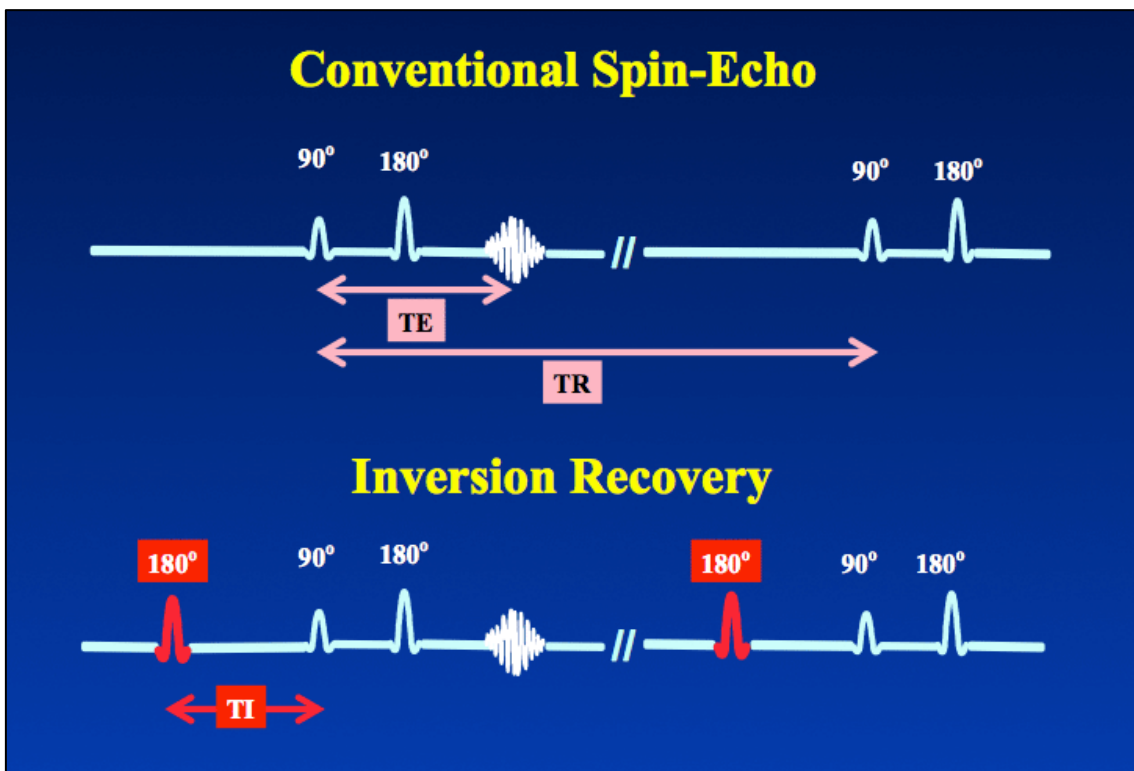 Conventional Spin-Echo
90° 180° 90° 180°
//
TE
TR
Inversion Recovery
180° 90° 180° 180° 90° 180°
//
TI